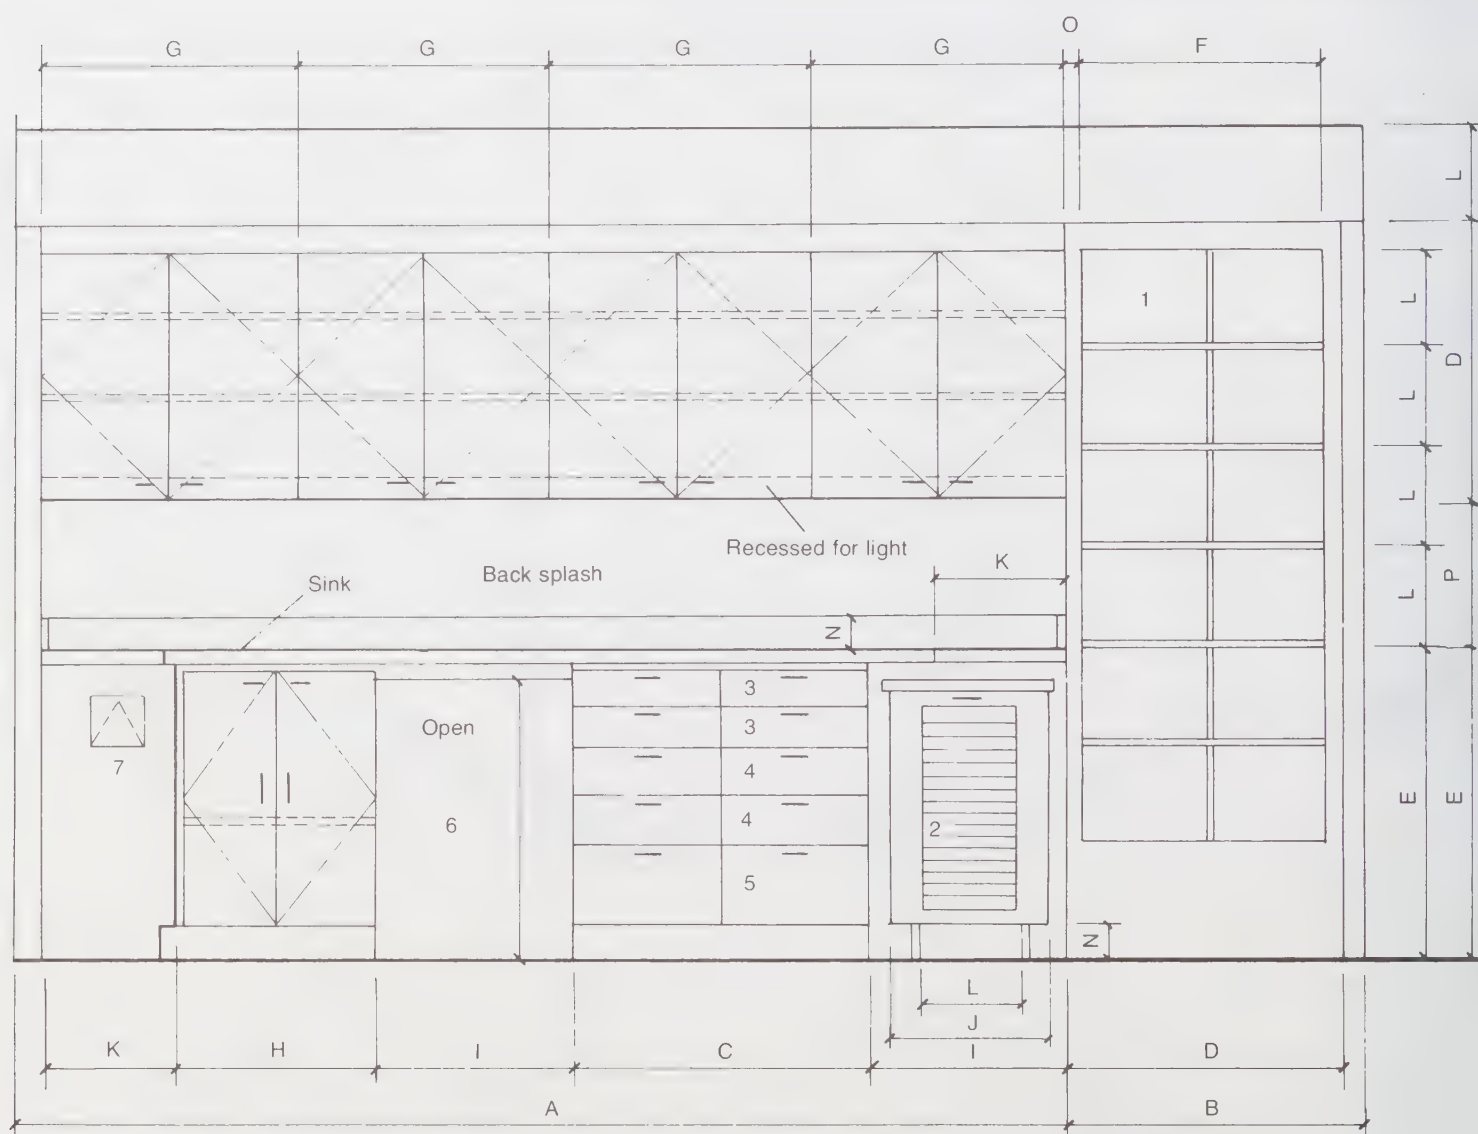 O
G G G G F
L
1
L
D
L
L
Recessed for light
K
L
P
Back splash
Sink
N
3
Open
3
7
4
E
E
6
4
2
5
N
L
J
K H I C I D
A B